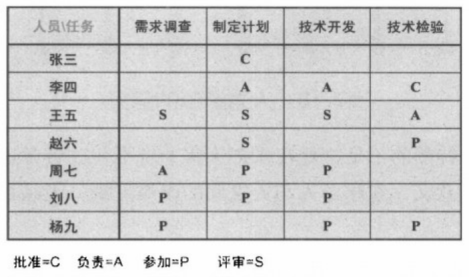 人员\任务 需求调查 制定计划 技术开发 技术检验
张三 C
李四 A A C
王五 S S S A
赵六 S P
周七 A P P
刘八 P P P
杨九 P P P
批准=C 负责=A 参加=P 评审=S